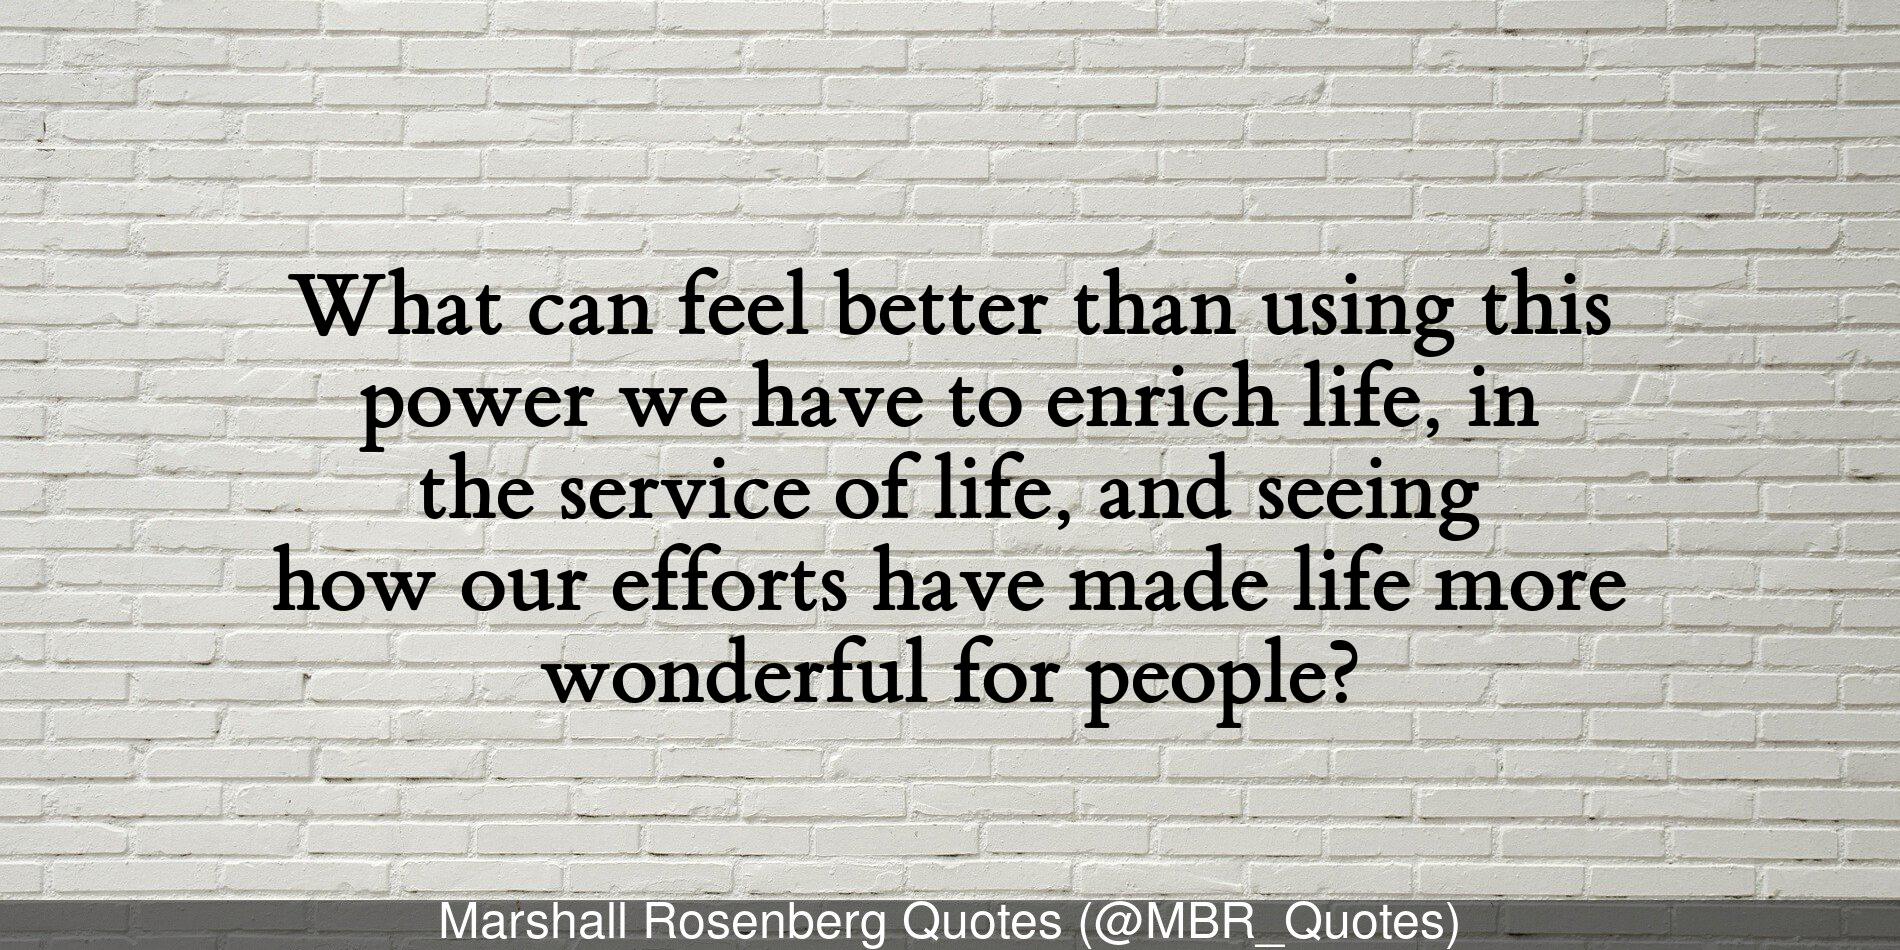 What can feel better than using this
power we have to enrich life, in
the service of life, and seeing
how our efforts have made life more
wonderful for people?
Marshall Rosenberg Quotes (@MBR_Quotes)